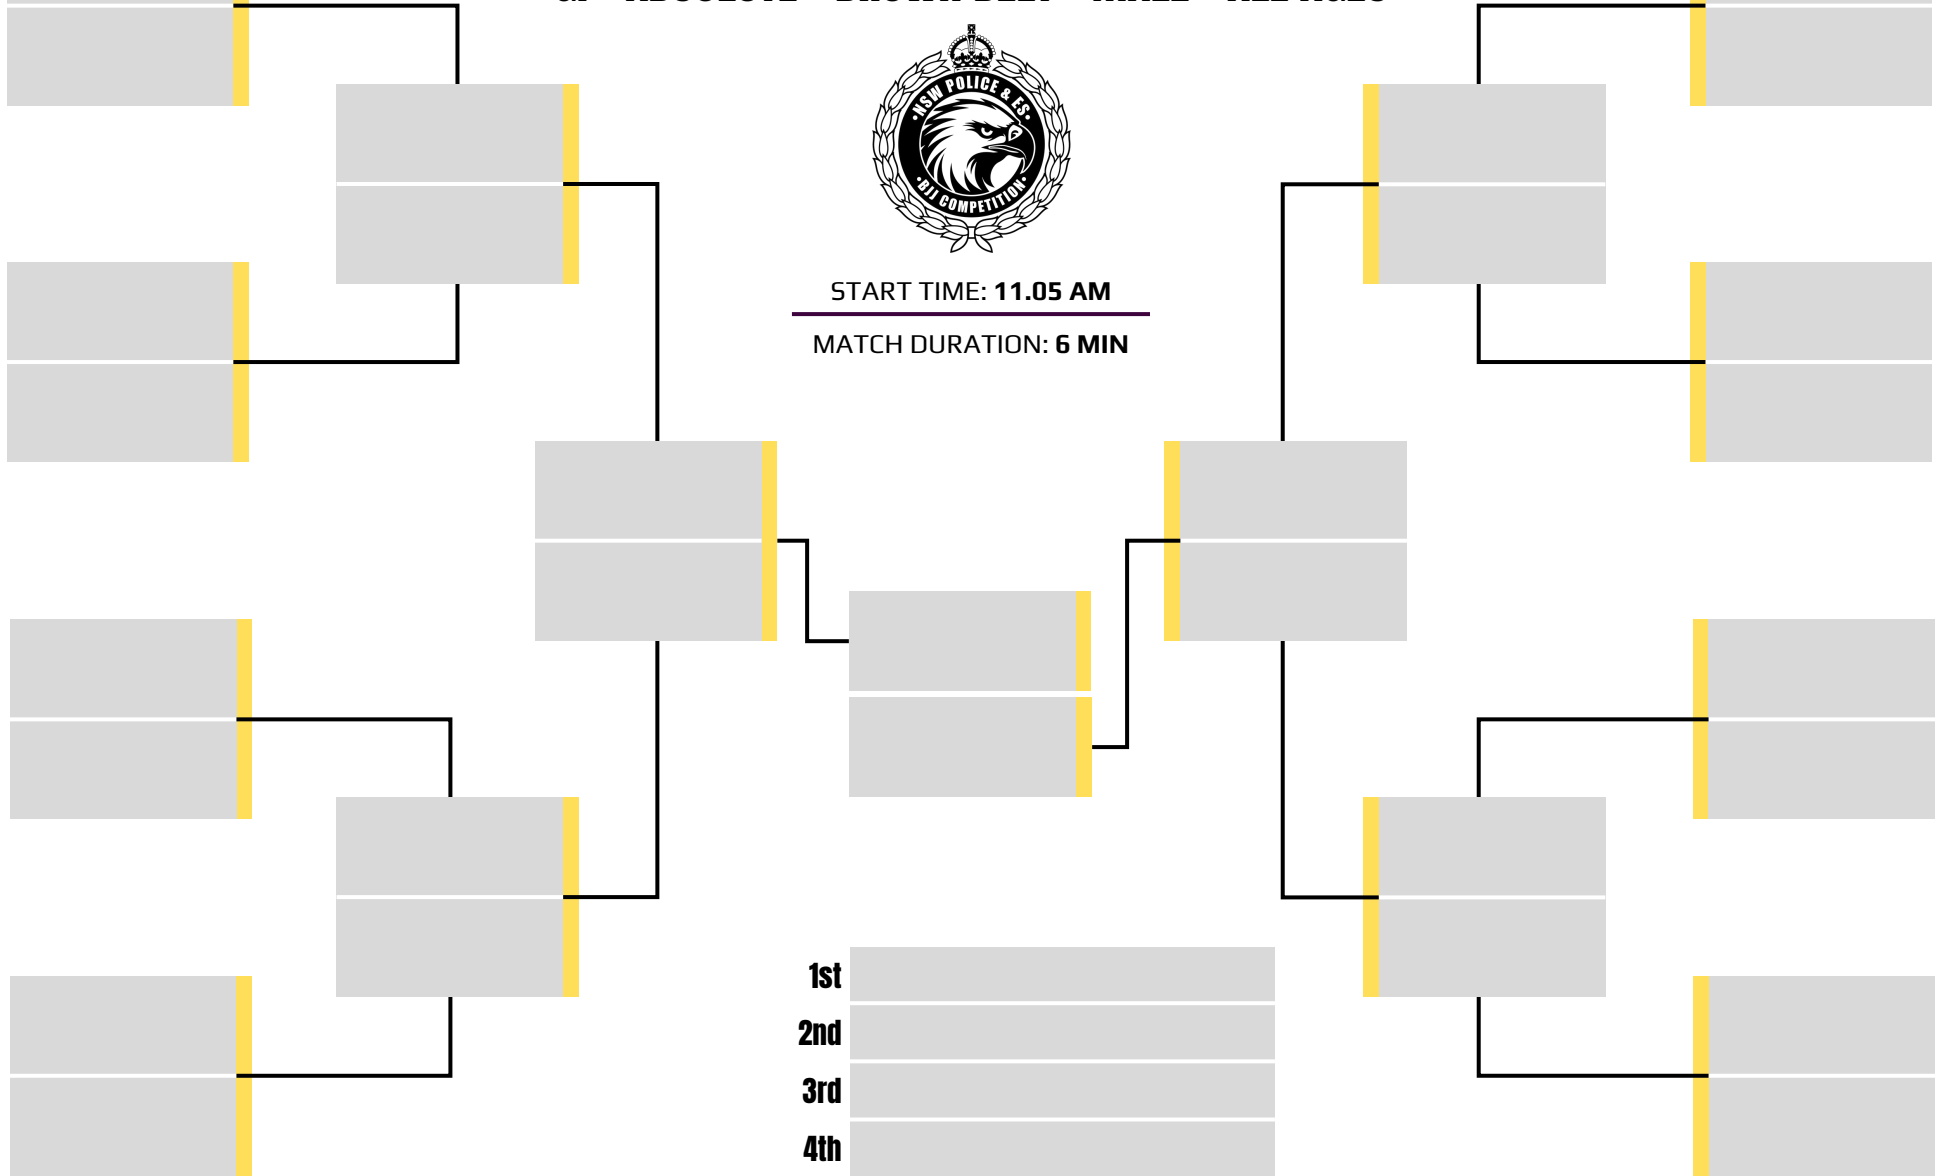 ·NSW POLICE & ES·
·BJJ COMPETITION·
START TIME: 11.05 AM
MATCH DURATION: 6 MIN
1st
2nd
3rd
4th